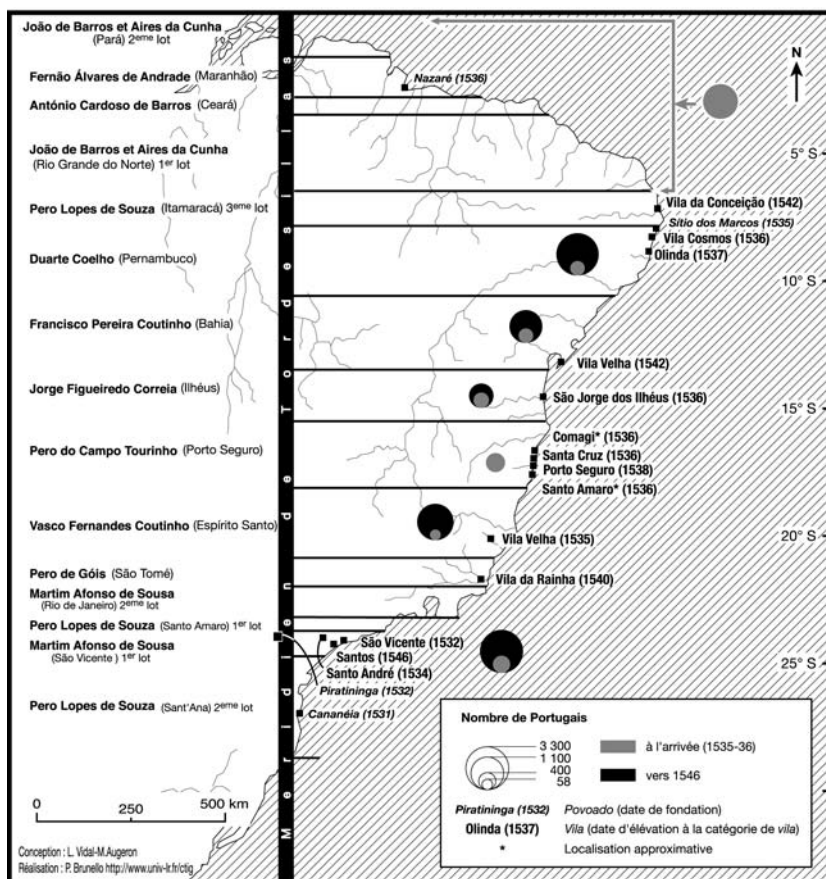 João de Barros et Aires da Cunha
(Pará) 2eme lot
Fernão Álvares de Andrade (Maranhão)
António Cardoso de Barros (Ceará)
João de Barros et Aires da Cunha
(Rio Grande do Norte) 1er lot
Pero Lopes de Souza (Itamaracá) 3eme lot
Duarte Coelho (Pernambuco)
Francisco Pereira Coutinho (Bahia)
Jorge Figueiredo Correia (Ilhéus)
Pero do Campo Tourinho (Porto Seguro)
Vasco Fernandes Coutinho (Espírito Santo)
Pero de Góis (São Tomé)
Martim Afonso de Sousa
(Rio de Janeiro) 2eme lot
Pero Lopes de Souza (Santo Amaro) 1er lot
Martim Afonso de Sousa
(São Vicente ) 1er lot
Pero Lopes de Souza (Sant'Ana) 2eme lot
0 250 500 km
Conception : L. Vidal-M.Augeron
Réalisation : P. Brunello http://www.univ-lr.fr/ctig
Meridien de Tordesillas
Nazaré (1536)
Vila da Conceição (1542)
Sítio dos Marcos (1535)
Vila Cosmos (1536)
Olinda (1537)
Vila Velha (1542)
São Jorge dos Ilhéus (1536)
Comagi* (1536)
Santa Cruz (1536)
Porto Seguro (1538)
Santo Amaro* (1536)
Vila Velha (1535)
Vila da Rainha (1540)
São Vicente (1532)
Santos (1546)
Santo André (1534)
Piratininga (1532)
Cananéia (1531)
N
5° S
10° S
15° S
20° S
25° S
Nombre de Portugais
3 300
1 100
400
58
à l'arrivée (1535-36)
vers 1546
Piratininga (1532) Povoado (date de fondation)
Olinda (1537) Vila (date d'élévation à la catégorie de vila)
* Localisation approximative